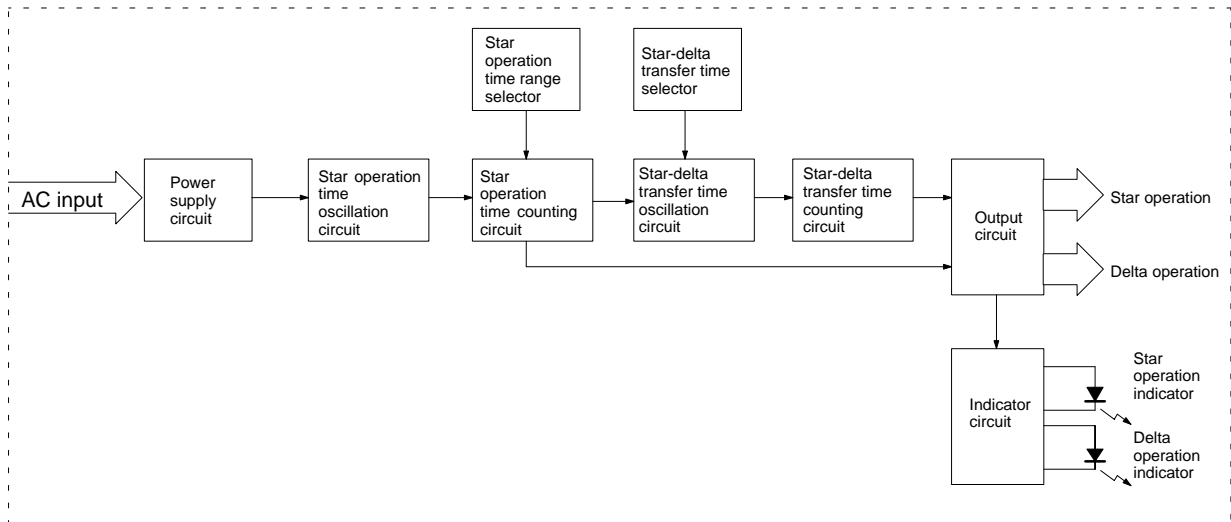 Star
operation
time range
selector
Star-delta
transfer time
selector
AC input
Power
supply
circuit
Star operation
time
oscillation
circuit
Star
operation
time counting
circuit
Star-delta
transfer time
oscillation
circuit
Star-delta
transfer time
counting
circuit
Output
circuit
Star operation
Delta operation
Indicator
circuit
Star
operation
indicator
Delta
operation
indicator